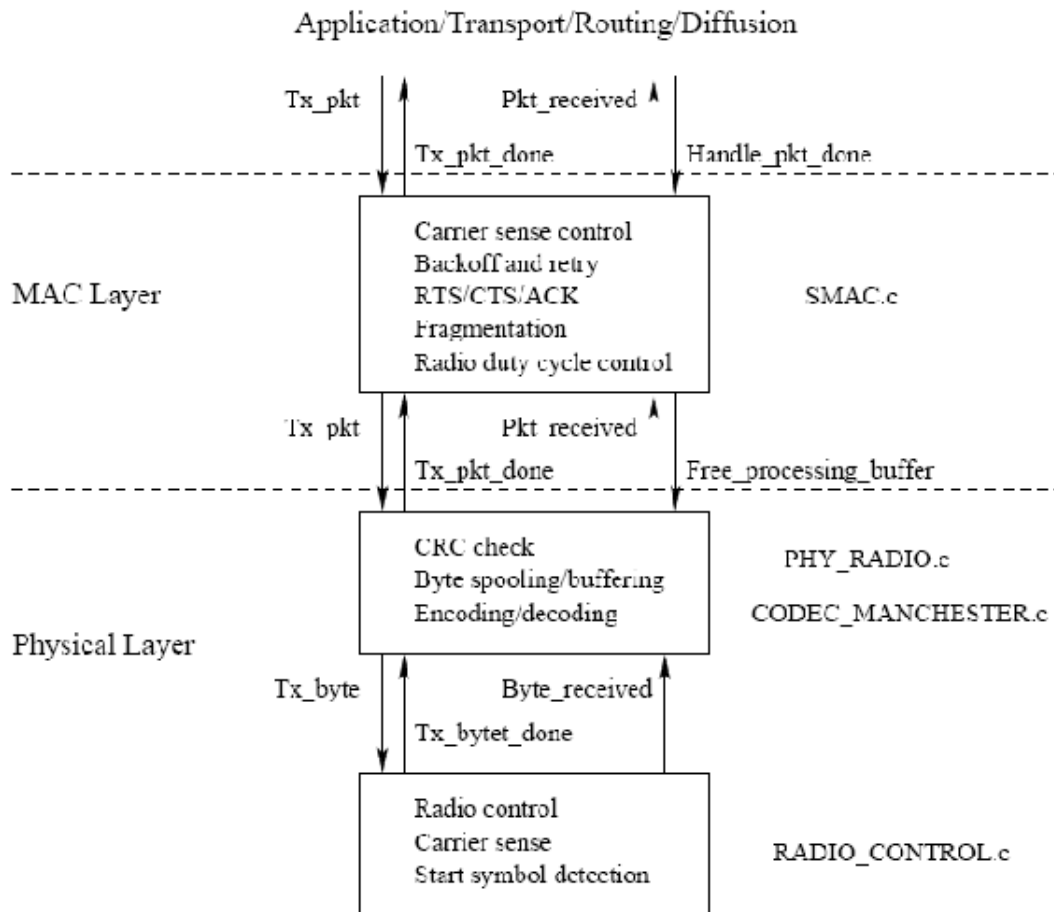 Application/Transport/Routing/Diffusion
Tx_pkt
Pkt_received
Tx_pkt_done
Handle_pkt_done
MAC Layer
Carrier sense control
Backoff and retry
RTS/CTS/ACK
Fragmentation
Radio duty cycle control
SMAC.c
Tx_pkt
Pkt_received
Tx_pkt_done
Free_processing_buffer
Physical Layer
CRC check
Byte spooling/buffering
Encoding/decoding
PHY_RADIO.c
CODEC_MANCHESTER.c
Tx_byte
Byte_received
Tx_bytet_done
Radio control
Carrier sense
Start symbol detection
RADIO_CONTROL.c